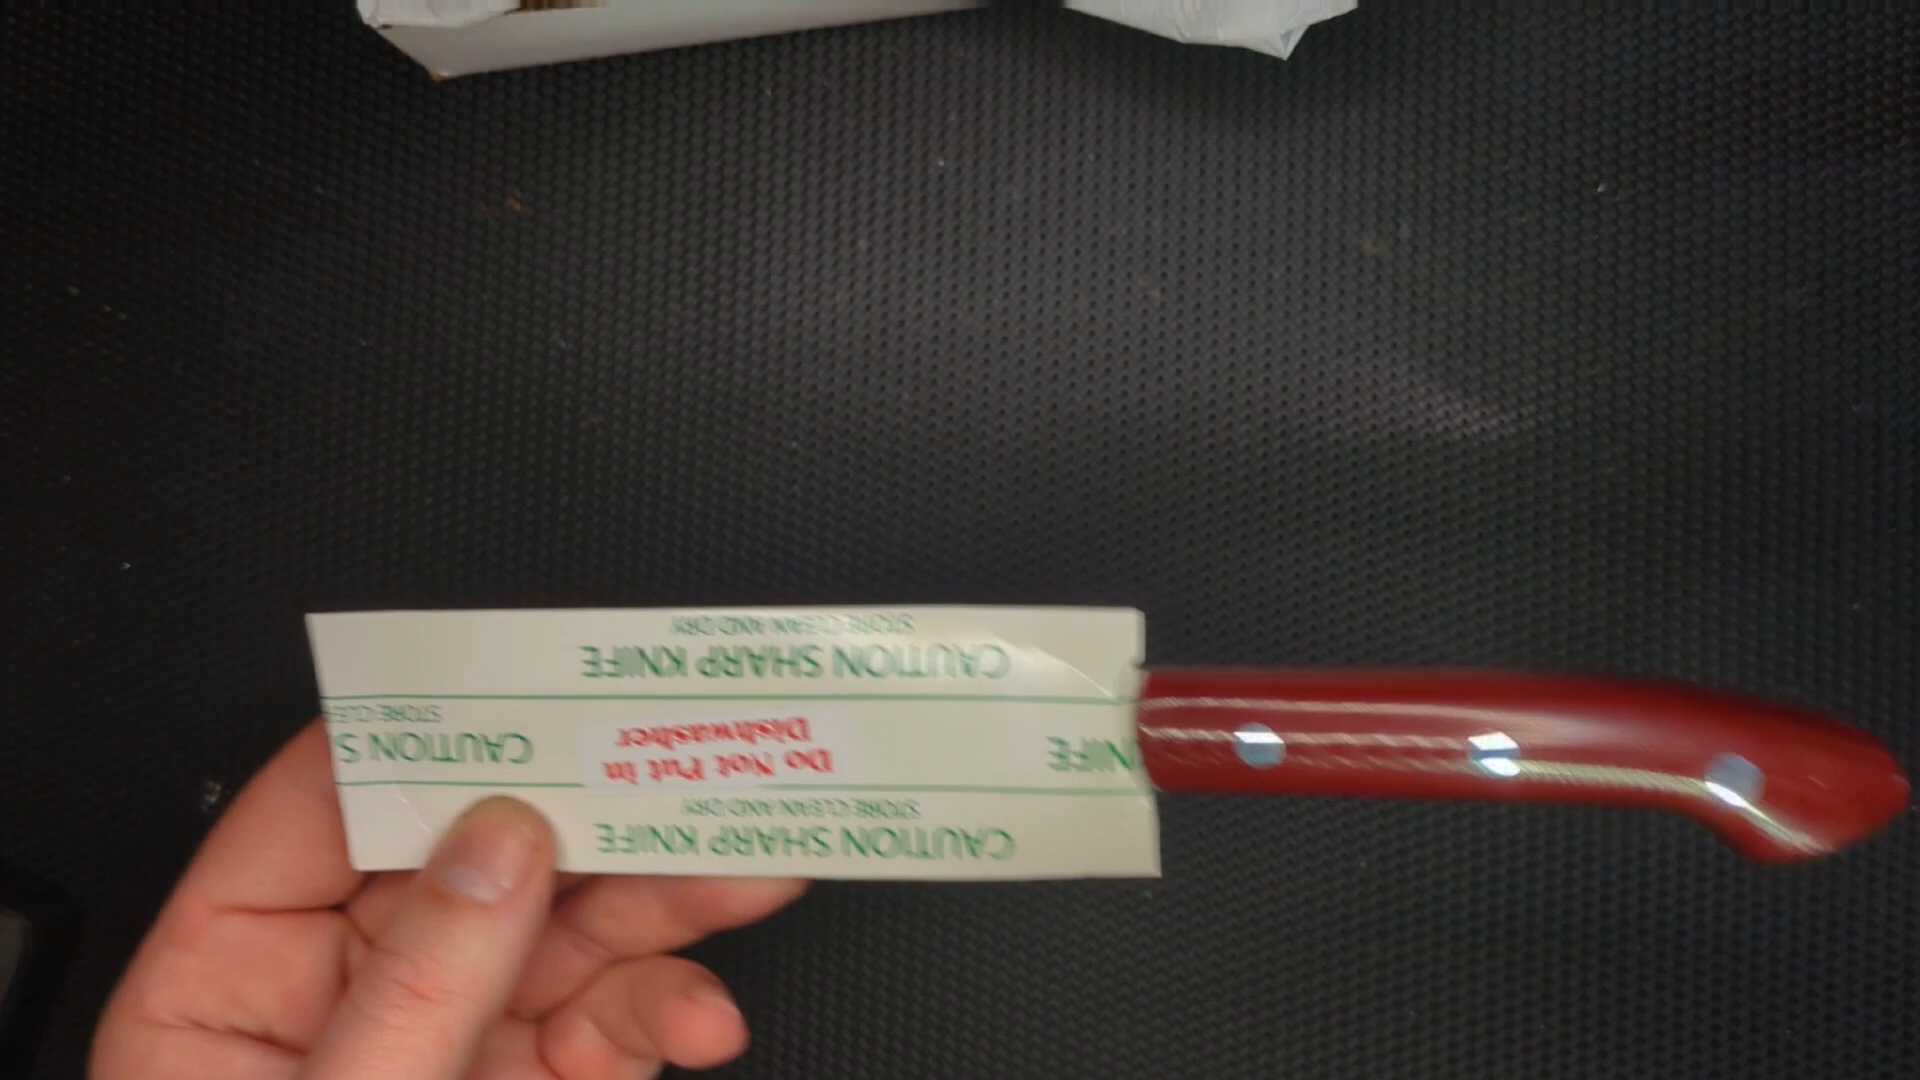 CAUTION SHARP KNIFE
STORE CLEAN AND DRY
NIFE
Do Not Put in
Dishwasher
CAUTION S
STORE CLEA
CAUTION SHARP KNIFE
STORE CLEAN AND DRY